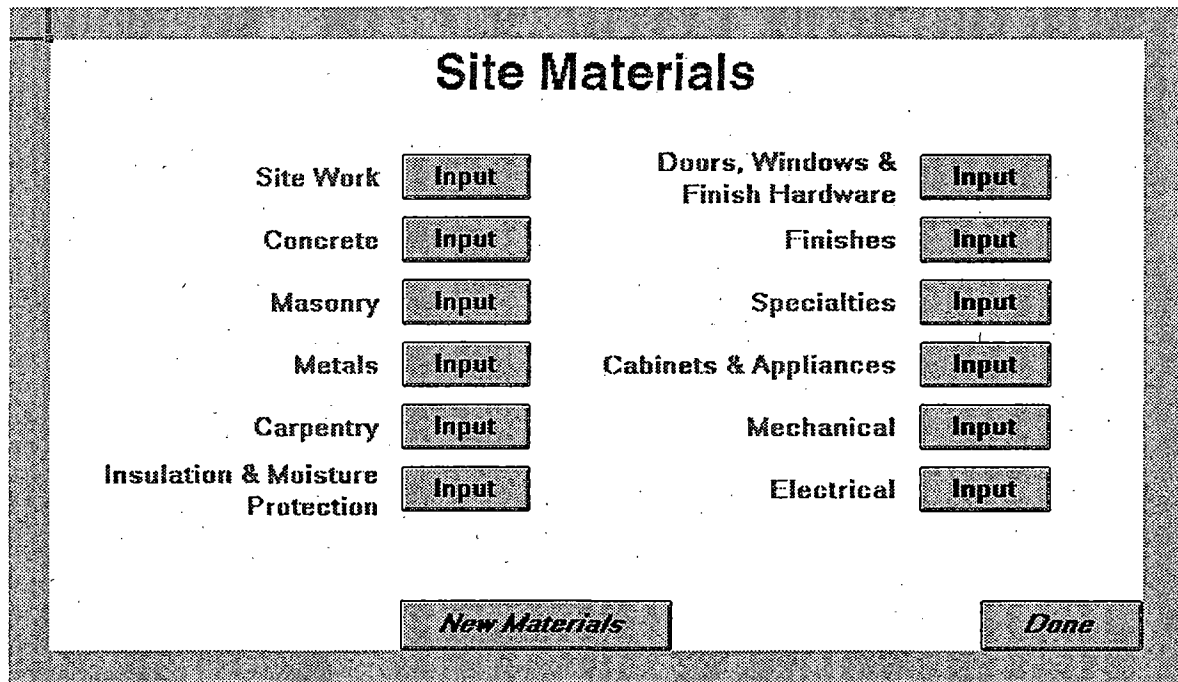 Site Materials
Site Work Input
Doors, Windows &
Finish Hardware Input
Concrete Input
Finishes Input
Masonry Input
Specialties Input
Metals Input
Cabinets & Appliances Input
Carpentry Input
Mechanical Input
Insulation & Moisture
Protection Input
Electrical Input
New Materials
Done